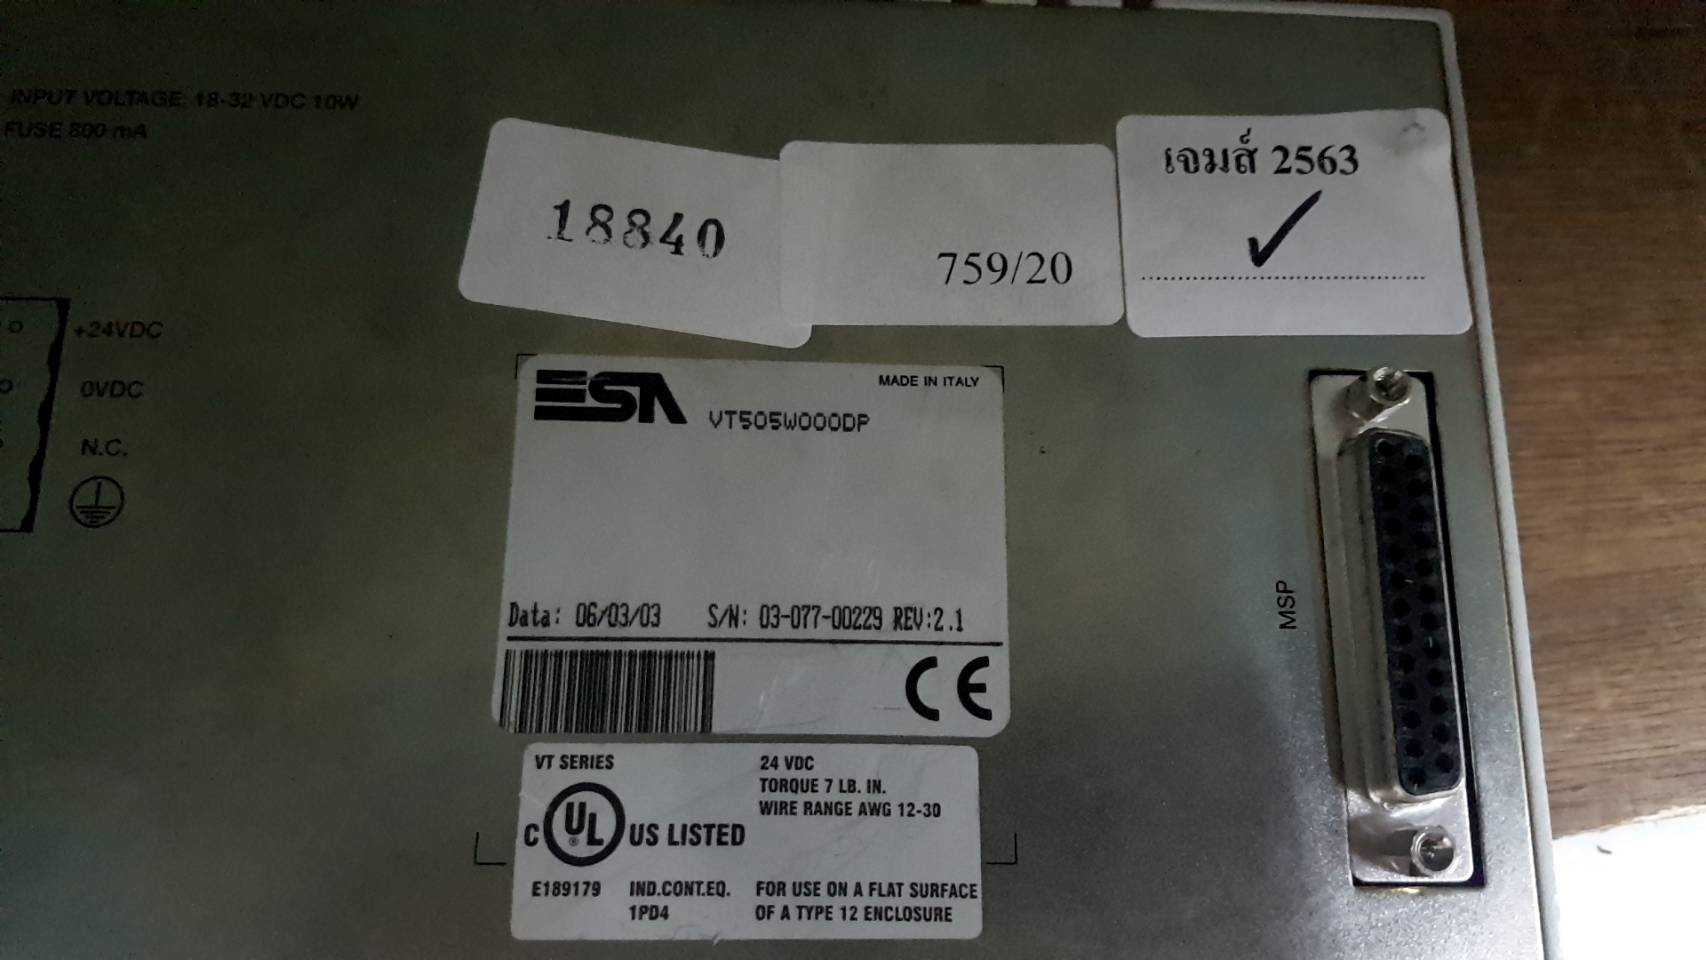 INPUT VOLTAGE: 18-32 VDC 10W
FUSE 800 mA
18840
759/20
เจมส์ 2563
+24VDC
0VDC
N.C.
ESA
MADE IN ITALY
VT505W000DP
Data: 06/03/03 S/N: 03-077-00229 REV:2.1
CE
MSP
VT SERIES
24 VDC
TORQUE 7 LB. IN.
WIRE RANGE AWG 12-30
C UL® US LISTED
E189179 IND.CONT.EQ. FOR USE ON A FLAT SURFACE
1PD4 OF A TYPE 12 ENCLOSURE